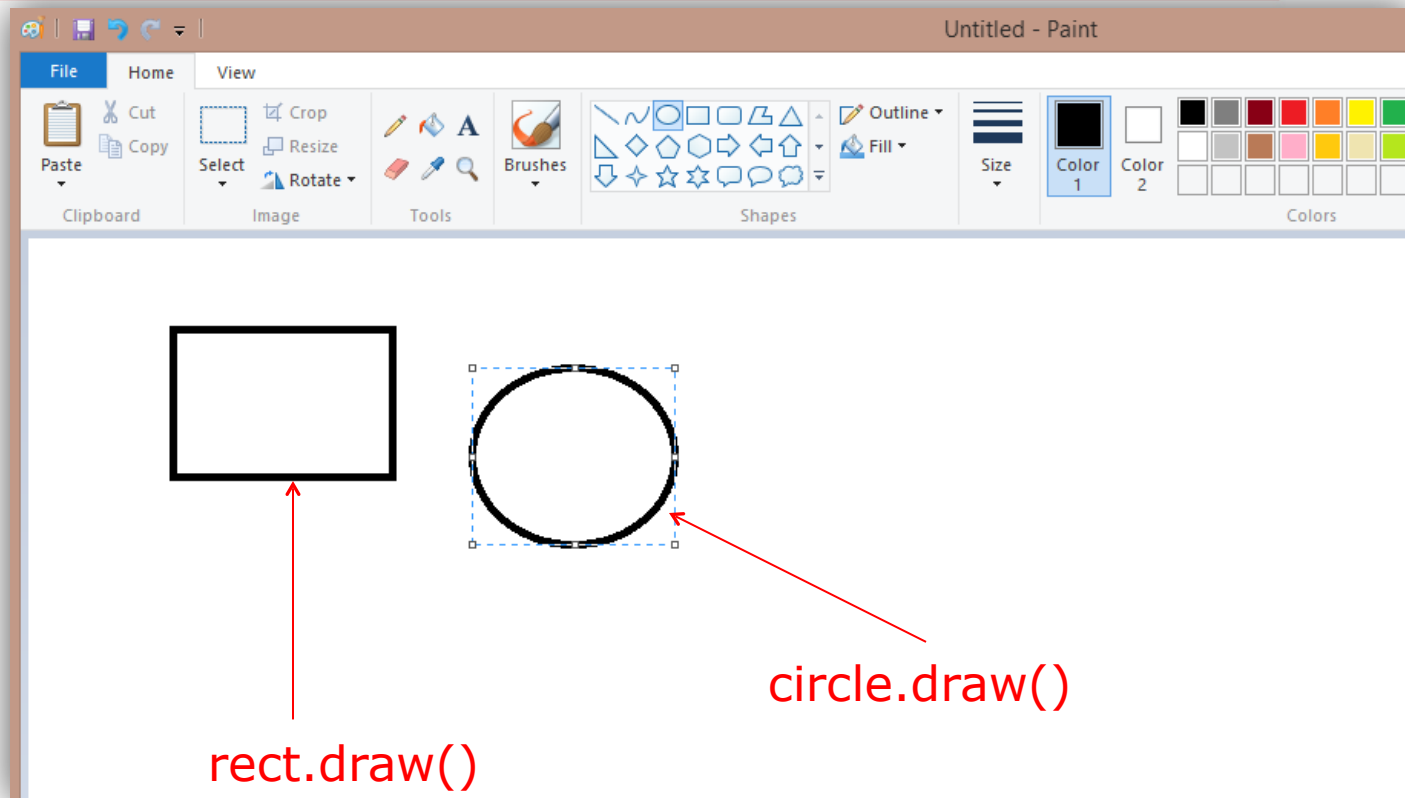 Untitled - Paint
File Home View
Cut
Copy
Paste
Clipboard
Crop
Resize
Rotate
Select
Image
A
Tools
Brushes
Outline
Fill
Shapes
Size
Color 1
Color 2
Colors
circle.draw()
rect.draw()